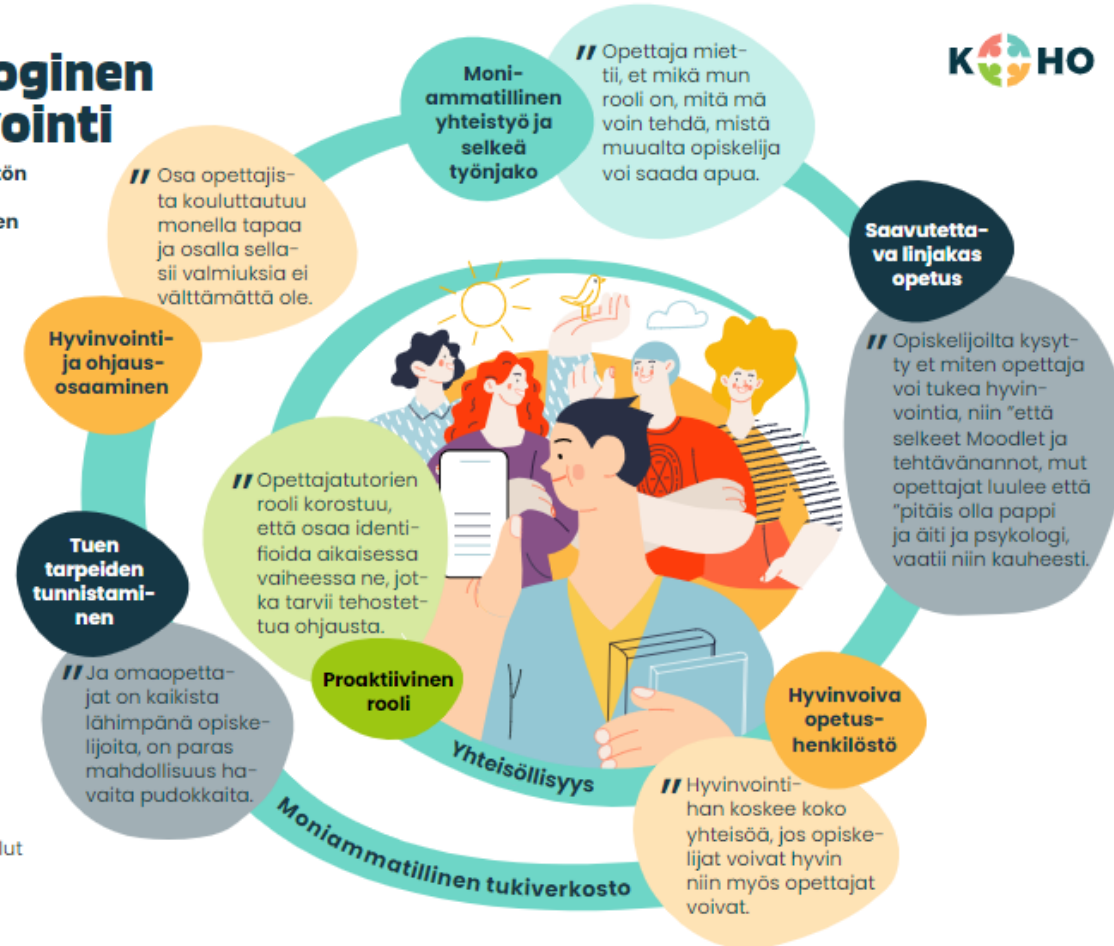 oginen
ointi
tön
en
K HO
Moni-
ammatillinen
yhteistyö ja
selkeä
työnjako
" Opettaja miet-
tii, et mikä mun
rooli on, mitä mä
voin tehdä, mistä
muualta opiskelija
voi saada apua.
" Osa opettajis-
ta kouluttautuu
monella tapaa
ja osalla sella-
sii valmiuksia ei
välttämättä ole.
Saavutetta-
va linjakas
opetus
" Opiskelijoilta kysyt-
ty et miten opettaja
voi tukea hyvin-
vointia, niin "että
selkeet Moodlet ja
tehtävänannot, mut
opettajat luulee että
"pitäis olla pappi
ja äiti ja psykologi,
vaatii niin kauheesti.
Hyvinvointi-
ja ohjaus-
osaaminen
" Opettajatutorien
rooli korostuu,
että osaa identi-
fioida aikaisessa
vaiheessa ne, jot-
ka tarvii tehostet-
tua ohjausta.
Proaktiivinen
rooli
Tuen
tarpeiden
tunnistami-
nen
" Ja omaopetta-
jat on kaikista
lähimpänä opiske-
lijoita, on paras
mahdollisuus ha-
vaita pudokkaita.
Hyvinvoiva
opetus-
henkilöstö
" Hyvinvointi-
han koskee koko
yhteisöä, jos opiske-
lijat voivat hyvin
niin myös opettajat
voivat.
Yhteisöllisyys
Moniammatillinen tukiverkosto
lut